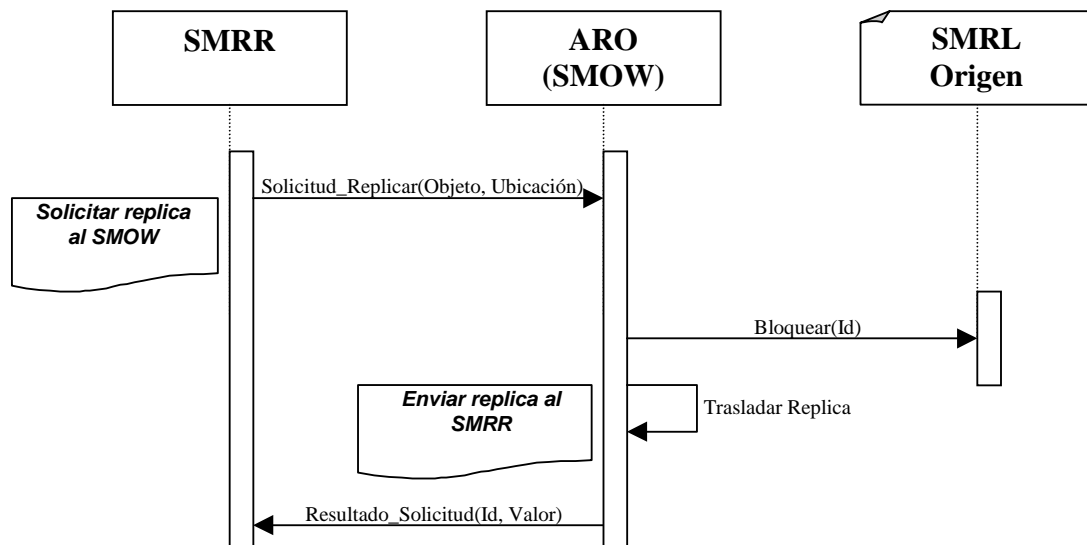 SMRR
ARO
(SMOW)
SMRL
Origen
Solicitud_Replicar(Objeto, Ubicación)
Solicitar replica
al SMOW
Bloquear(Id)
Enviar replica al
SMRR
Trasladar Replica
Resultado_Solicitud(Id, Valor)